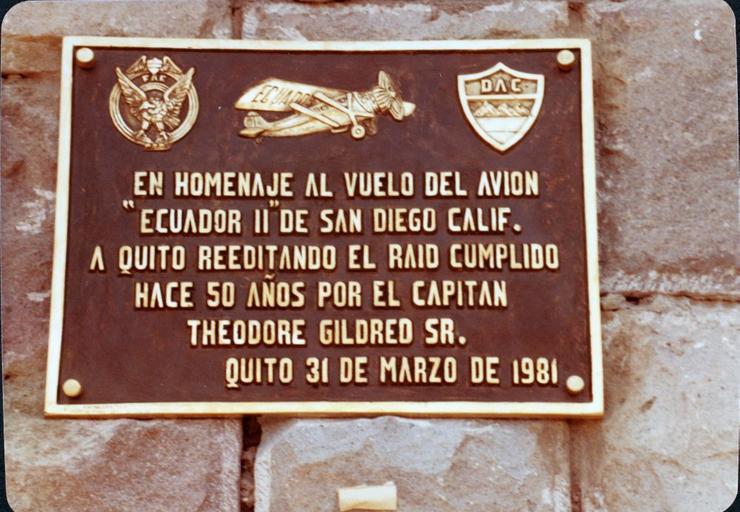 FAE
ECUADOR
DAC
EN HOMENAJE AL VUELO DEL AVION
"ECUADOR II" DE SAN DIEGO CALIF.
A QUITO REEDITANDO EL RAID CUMPLIDO
HACE 50 AÑOS POR EL CAPITAN
THEODORE GILDRED SR.
QUITO 31 DE MARZO DE 1981